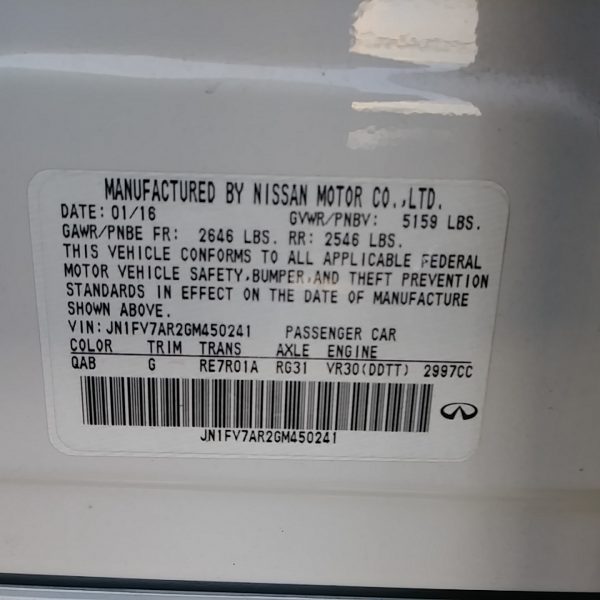 MANUFACTURED BY NISSAN MOTOR CO.,LTD.
DATE: 01/16 GVWR/PNBV: 5159 LBS.
GAWR/PNBE FR: 2646 LBS. RR: 2546 LBS.
THIS VEHICLE CONFORMS TO ALL APPLICABLE FEDERAL
MOTOR VEHICLE SAFETY,BUMPER,AND THEFT PREVENTION
STANDARDS IN EFFECT ON THE DATE OF MANUFACTURE
SHOWN ABOVE.
VIN: JN1FV7AR2GM450241 PASSENGER CAR
COLOR TRIM TRANS AXLE ENGINE
QAB G RE7R01A RG31 VR30(DDTT) 2997CC
JN1FV7AR2GM450241